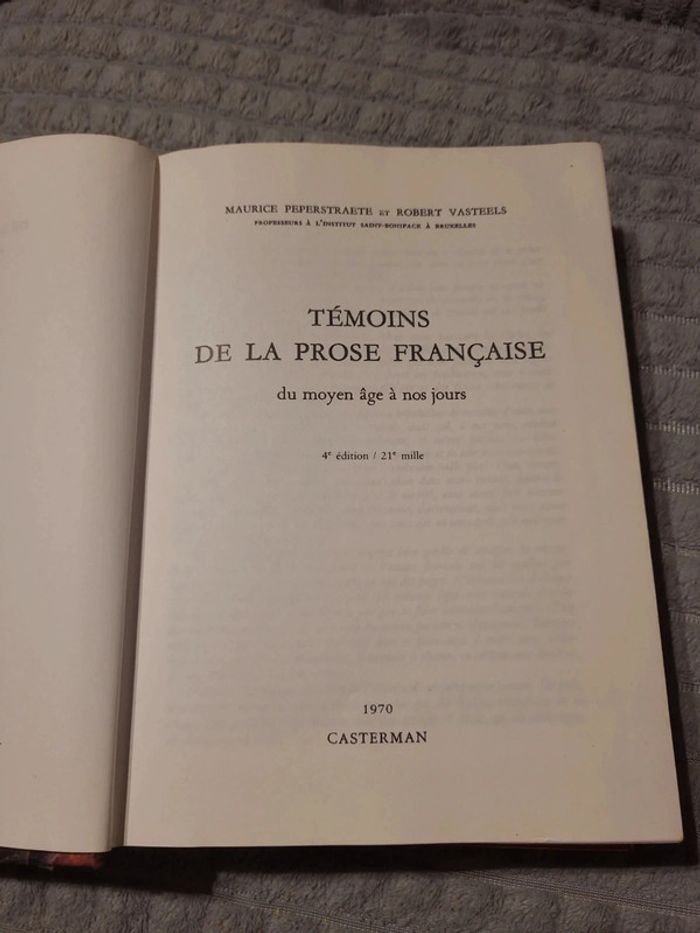 MAURICE PEPERSTRAETE ET ROBERT VASTEELS
PROFESSEURS À L'INSTITUT SAINT-BONIFACE À BRUXELLES
TÉMOINS
DE LA PROSE FRANÇAISE
du moyen âge à nos jours
4e édition / 21e mille
1970
CASTERMAN